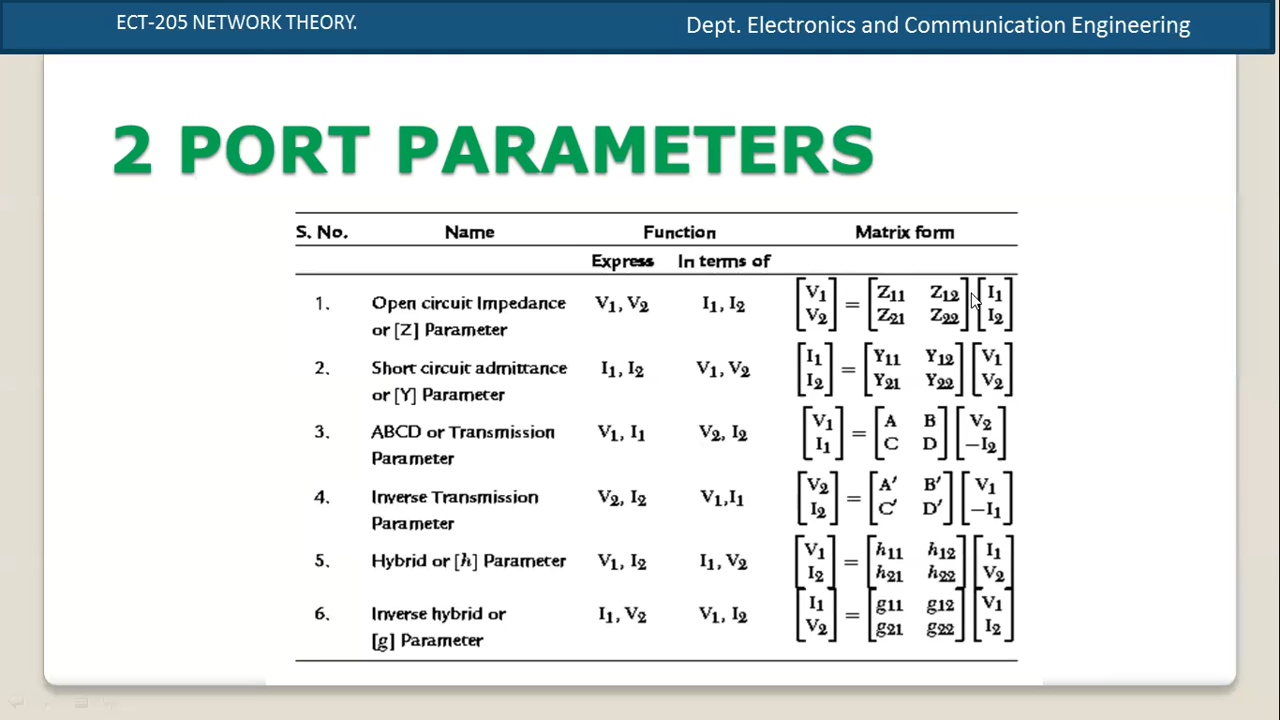 ECT-205 NETWORK THEORY.
Dept. Electronics and Communication Engineering
2 PORT PARAMETERS
S. No. Name Function Matrix form
Express In terms of
1. Open circuit Impedance or [Z] Parameter V₁, V₂ I₁, I₂ [V₁ V₂] = [Z₁₁ Z₁₂ Z₂₁ Z₂₂] [I₁ I₂]
2. Short circuit admittance or [Y] Parameter I₁, I₂ V₁, V₂ [I₁ I₂] = [Y₁₁ Y₁₂ Y₂₁ Y₂₂] [V₁ V₂]
3. ABCD or Transmission Parameter V₁, I₁ V₂, I₂ [V₁ I₁] = [A B C D] [V₂ −I₂]
4. Inverse Transmission Parameter V₂, I₂ V₁,I₁ [V₂ I₂] = [A′ B′ C′ D′] [V₁ −I₁]
5. Hybrid or [h] Parameter V₁, I₂ I₁, V₂ [V₁ I₂] = [h₁₁ h₁₂ h₂₁ h₂₂] [I₁ V₂]
6. Inverse hybrid or [g] Parameter I₁, V₂ V₁, I₂ [I₁ V₂] = [g₁₁ g₁₂ g₂₁ g₂₂] [V₁ I₂]